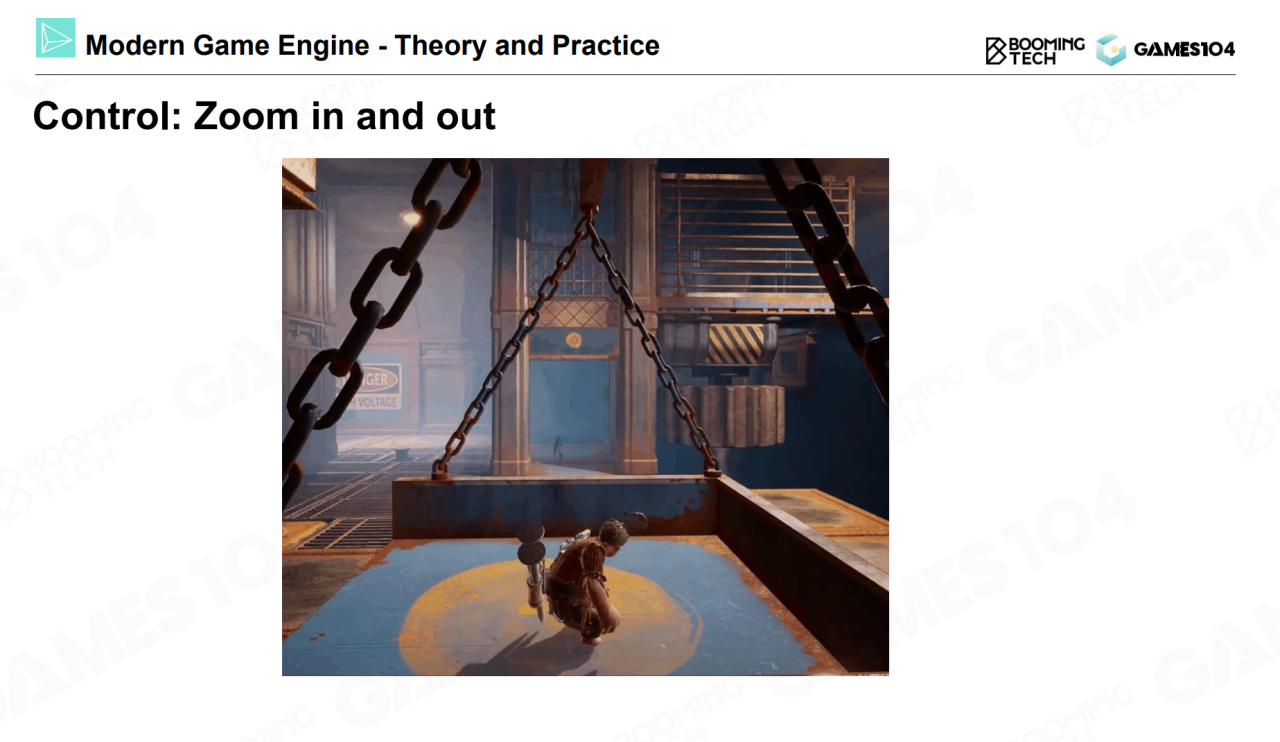 Modern Game Engine - Theory and Practice
BOOMING
TECH
GAMES104
Control: Zoom in and out
NGER
H VOLTAGE